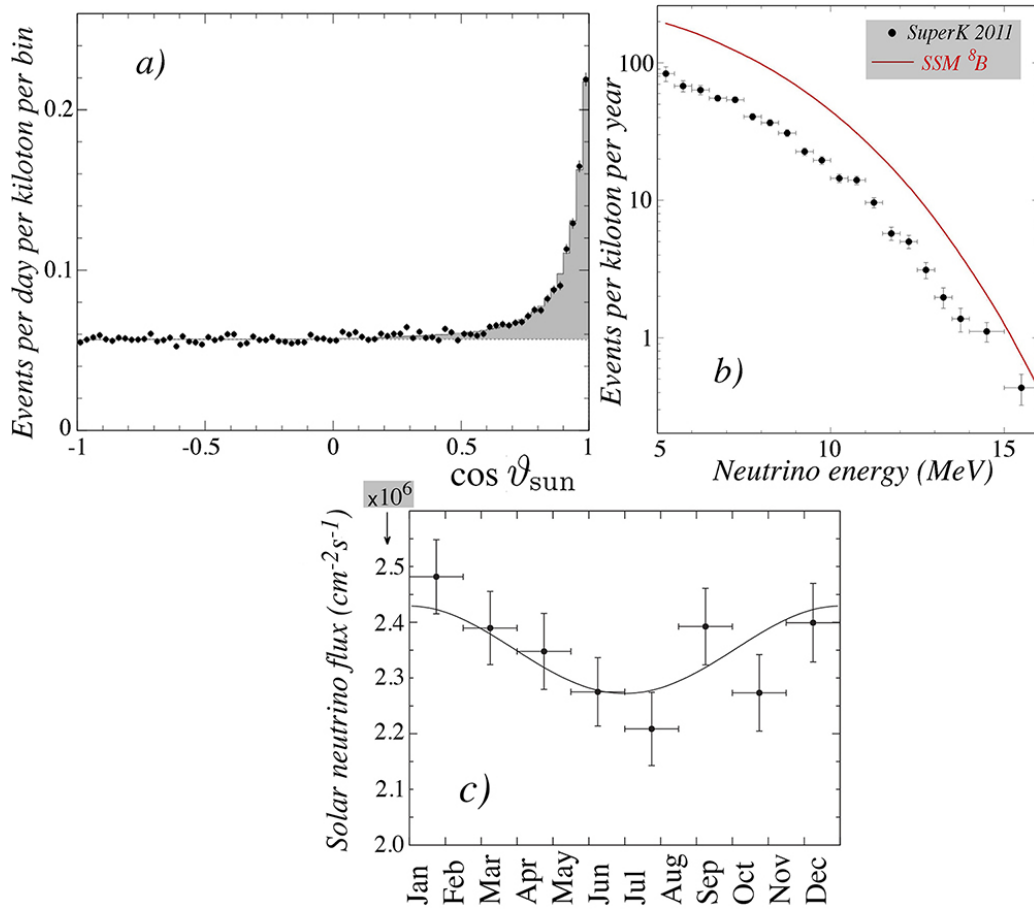 a)
Events per day per kiloton per bin
0.2
0.1
0
-1 -0.5 0 0.5 1
cos ϑsun
SuperK 2011
SSM ⁸B
b)
Events per kiloton per year
100
10
1
5 10 15
Neutrino energy (MeV)
x10⁶
Solar neutrino flux (cm⁻²s⁻¹)
2.5
2.4
2.3
2.2
2.1
2.0
c)
Jan Feb Mar Apr May Jun Jul Aug Sep Oct Nov Dec